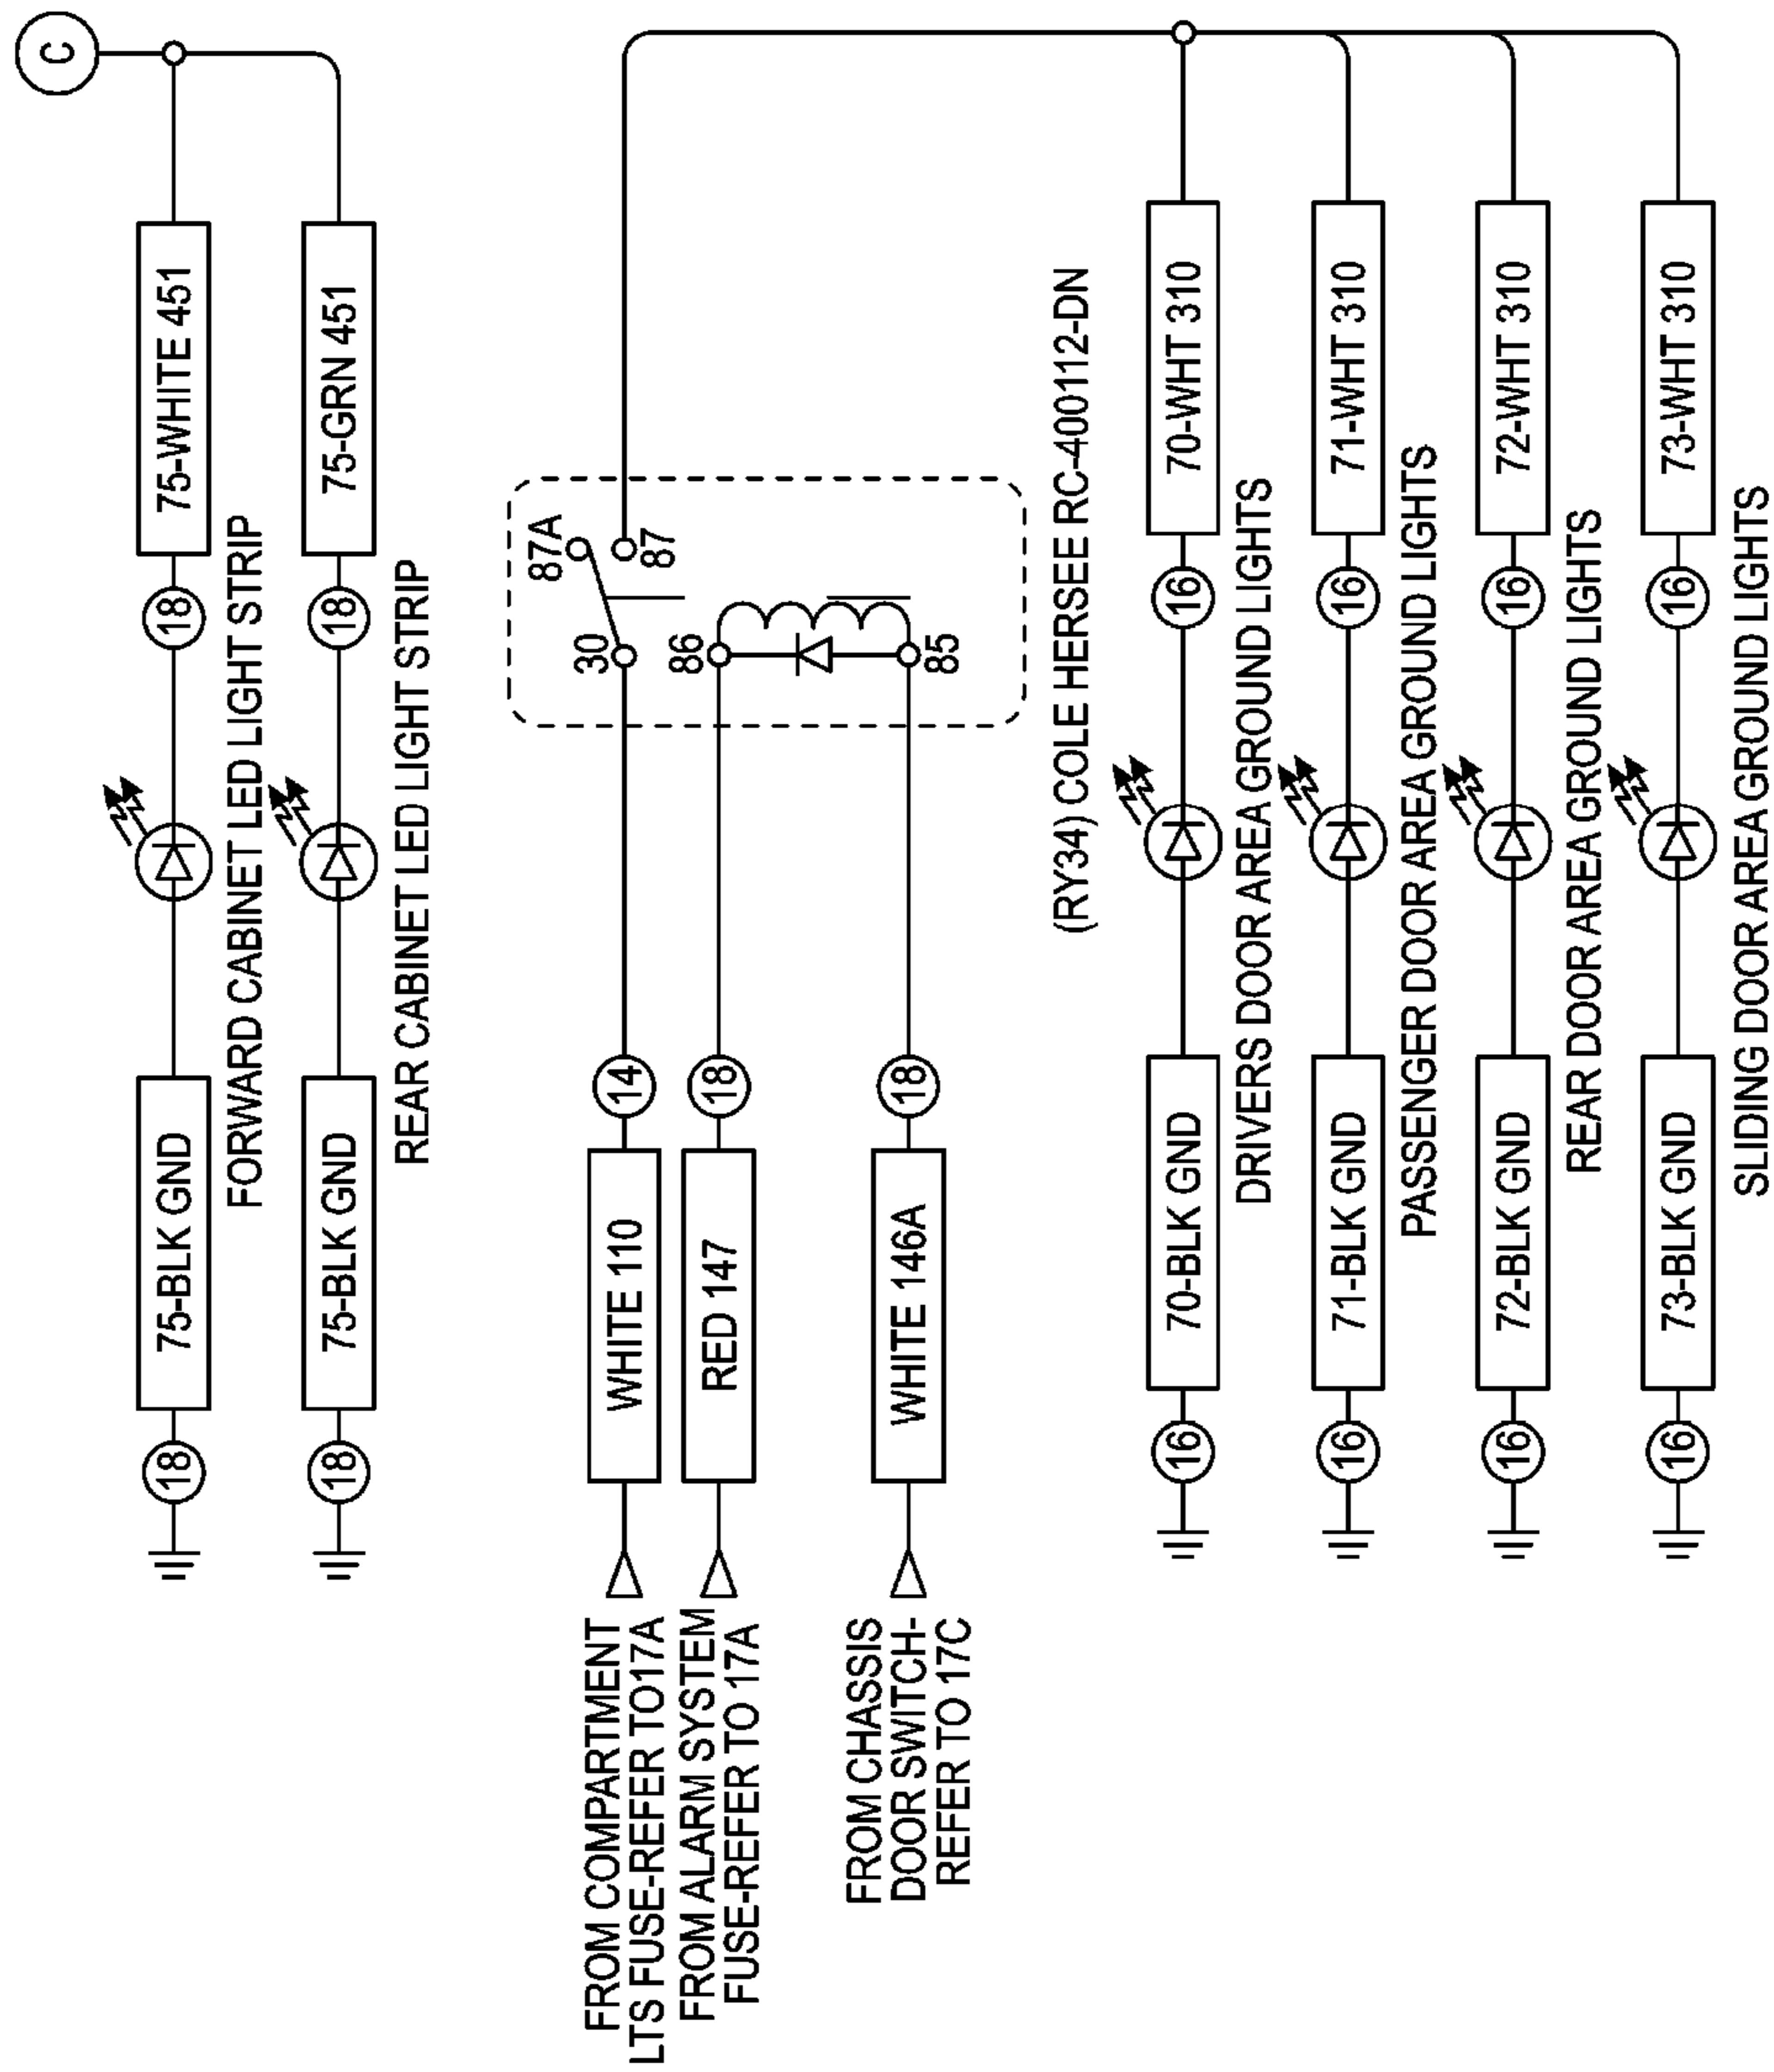 C
75-WHITE 451
18
75-BLK GND
18
FORWARD CABINET LED LIGHT STRIP
75-GRN 451
18
75-BLK GND
18
REAR CABINET LED LIGHT STRIP
FROM COMPARTMENT
LTS FUSE-REFER TO17A
WHITE 110
14
30
87A
87
FROM ALARM SYSTEM
FUSE-REFER TO 17A
RED 147
18
86
FROM CHASSIS
DOOR SWITCH-
REFER TO 17C
WHITE 146A
18
85
(RY34) COLE HERSEE RC-400112-DN
16
70-BLK GND
16
70-WHT 310
DRIVERS DOOR AREA GROUND LIGHTS
16
71-BLK GND
16
71-WHT 310
PASSENGER DOOR AREA GROUND LIGHTS
16
72-BLK GND
16
72-WHT 310
REAR DOOR AREA GROUND LIGHTS
16
73-BLK GND
16
73-WHT 310
SLIDING DOOR AREA GROUND LIGHTS